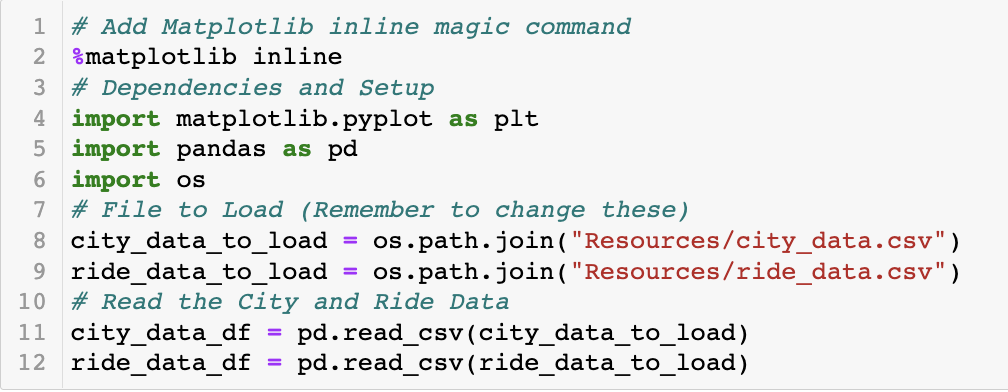 1 # Add Matplotlib inline magic command
2 %matplotlib inline
3 # Dependencies and Setup
4 import matplotlib.pyplot as plt
5 import pandas as pd
6 import os
7 # File to Load (Remember to change these)
8 city_data_to_load = os.path.join("Resources/city_data.csv")
9 ride_data_to_load = os.path.join("Resources/ride_data.csv")
10 # Read the City and Ride Data
11 city_data_df = pd.read_csv(city_data_to_load)
12 ride_data_df = pd.read_csv(ride_data_to_load)